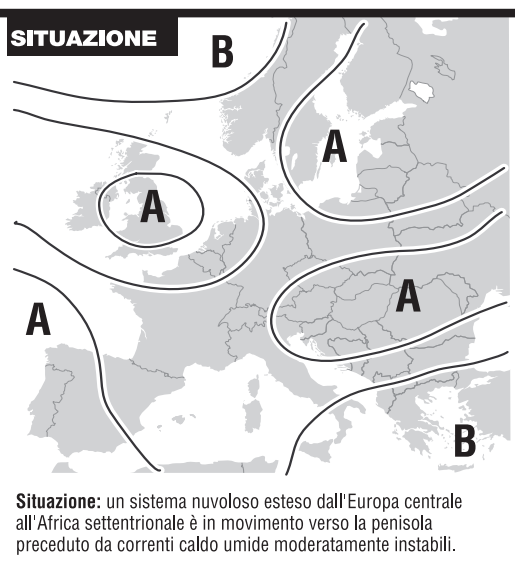 SITUAZIONE
B
A
A
A
A
B
Situazione: un sistema nuvoloso esteso dall'Europa centrale
all'Africa settentrionale è in movimento verso la penisola
preceduto da correnti caldo umide moderatamente instabili.